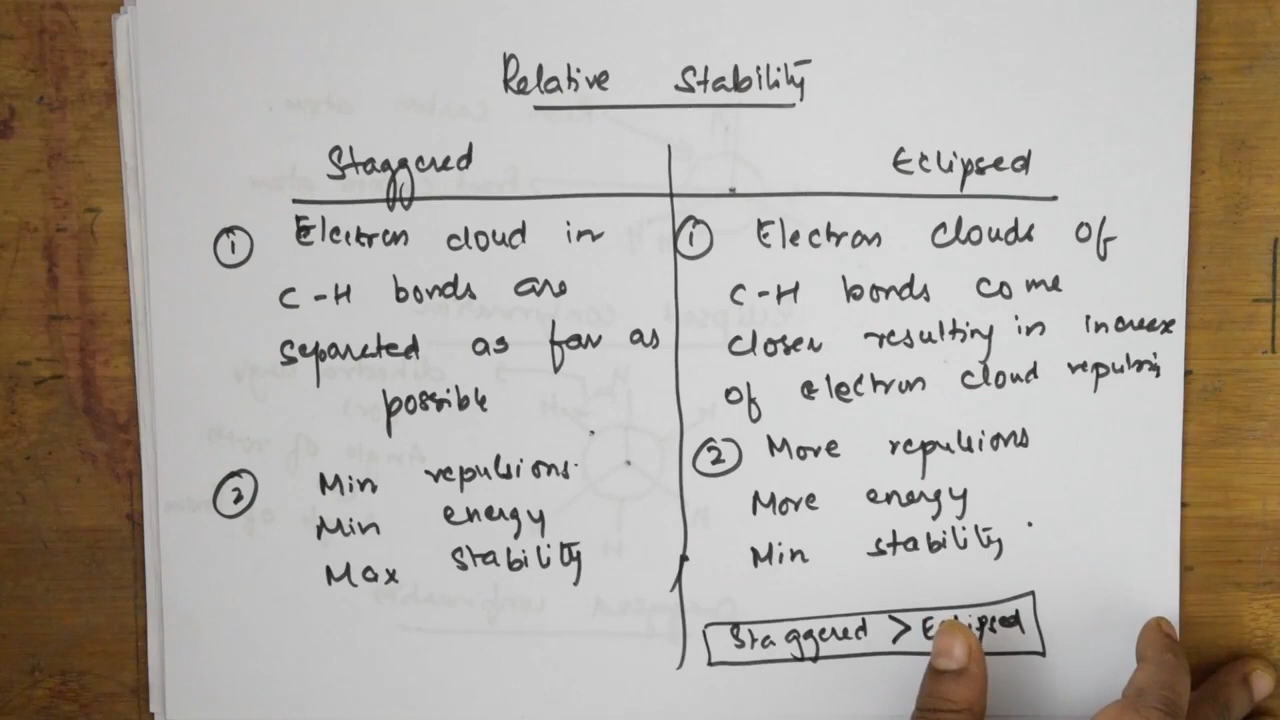 Relative Stability
Staggered
① Electron cloud in
C-H bonds are
separated as far as
possible
② Min repulsions.
Min energy
Max stability
Eclipsed
① Electron clouds of
C-H bonds come
closer resulting in increase
of electron cloud repulsion
② More repulsions
More energy
Min stability
Staggered > Eclipsed